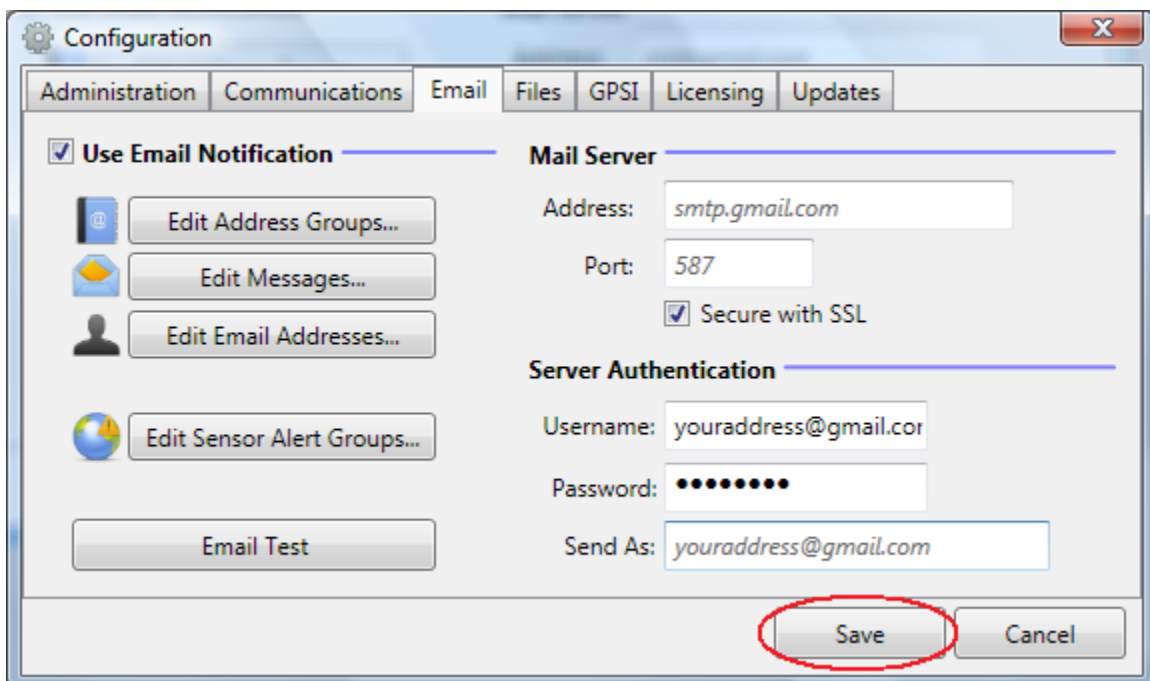 Configuration
Administration Communications Email Files GPSI Licensing Updates
Use Email Notification
Edit Address Groups...
Edit Messages...
Edit Email Addresses...
Edit Sensor Alert Groups...
Email Test
Mail Server
Address: smtp.gmail.com
Port: 587
Secure with SSL
Server Authentication
Username: youraddress@gmail.cor
Password: ●●●●●●●●
Send As: youraddress@gmail.com
Save Cancel